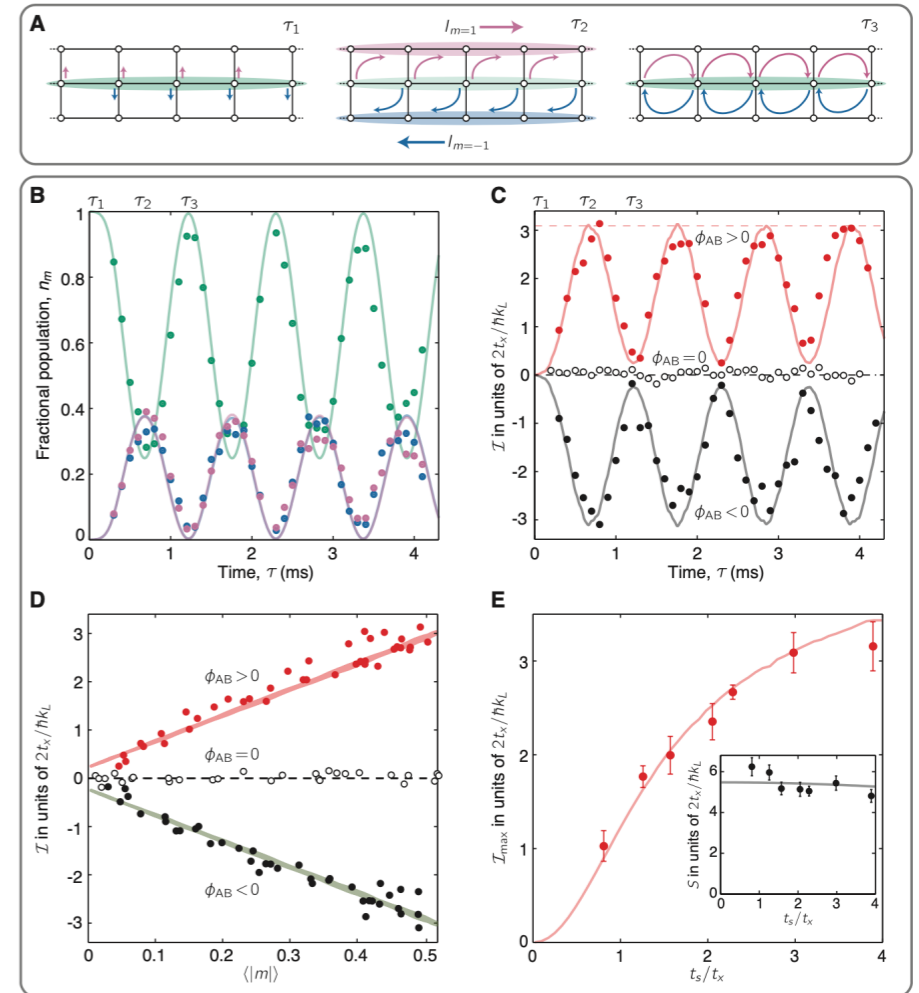 A
τ₁
I_{m=1}
τ₂
τ₃
I_{m=−1}
B
τ₁ τ₂ τ₃
Fractional population, n_m
1
0.8
0.6
0.4
0.2
0
0 1 2 3 4
Time, τ (ms)
C
τ₁ τ₂ τ₃
ℐ in units of 2t_x/ħk_L
3
2
1
0
-1
-2
-3
ϕ_AB > 0
ϕ_AB = 0
ϕ_AB < 0
0 1 2 3 4
Time, τ (ms)
D
ℐ in units of 2t_x/ħk_L
3
2
1
0
-1
-2
-3
ϕ_AB > 0
ϕ_AB = 0
ϕ_AB < 0
0 0.1 0.2 0.3 0.4 0.5
⟨|m|⟩
E
ℐ_max in units of 2t_x/ħk_L
3
2
1
0
0 1 2 3 4
t_s/t_x
S in units of 2t_x/ħk_L
6
4
2
0
0 1 2 3 4
t_s/t_x